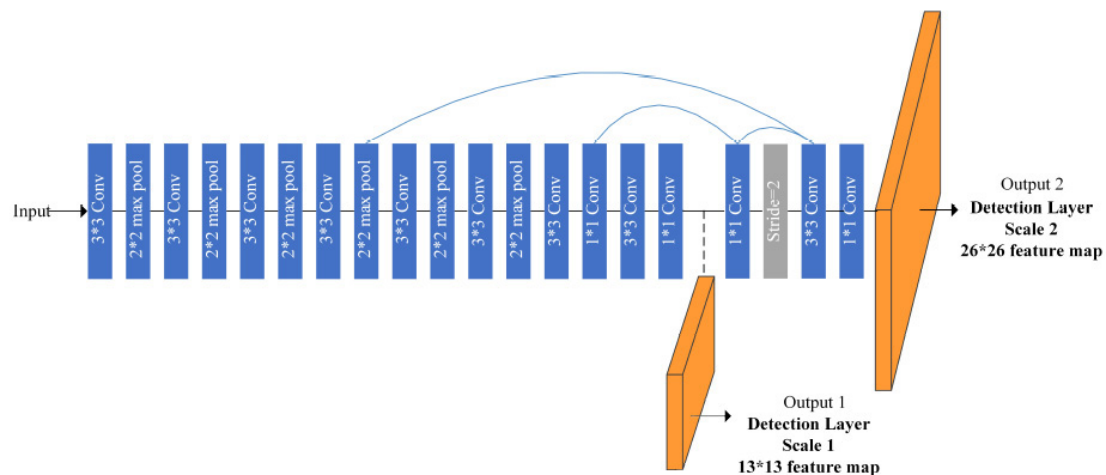 Input
3*3 Conv
2*2 max pool
3*3 Conv
2*2 max pool
3*3 Conv
2*2 max pool
3*3 Conv
2*2 max pool
3*3 Conv
2*2 max pool
3*3 Conv
2*2 max pool
3*3 Conv
1*1 Conv
3*3 Conv
1*1 Conv
1*1 Conv
Stride=2
3*3 Conv
1*1 Conv
Output 2
Detection Layer
Scale 2
26*26 feature map
Output 1
Detection Layer
Scale 1
13*13 feature map